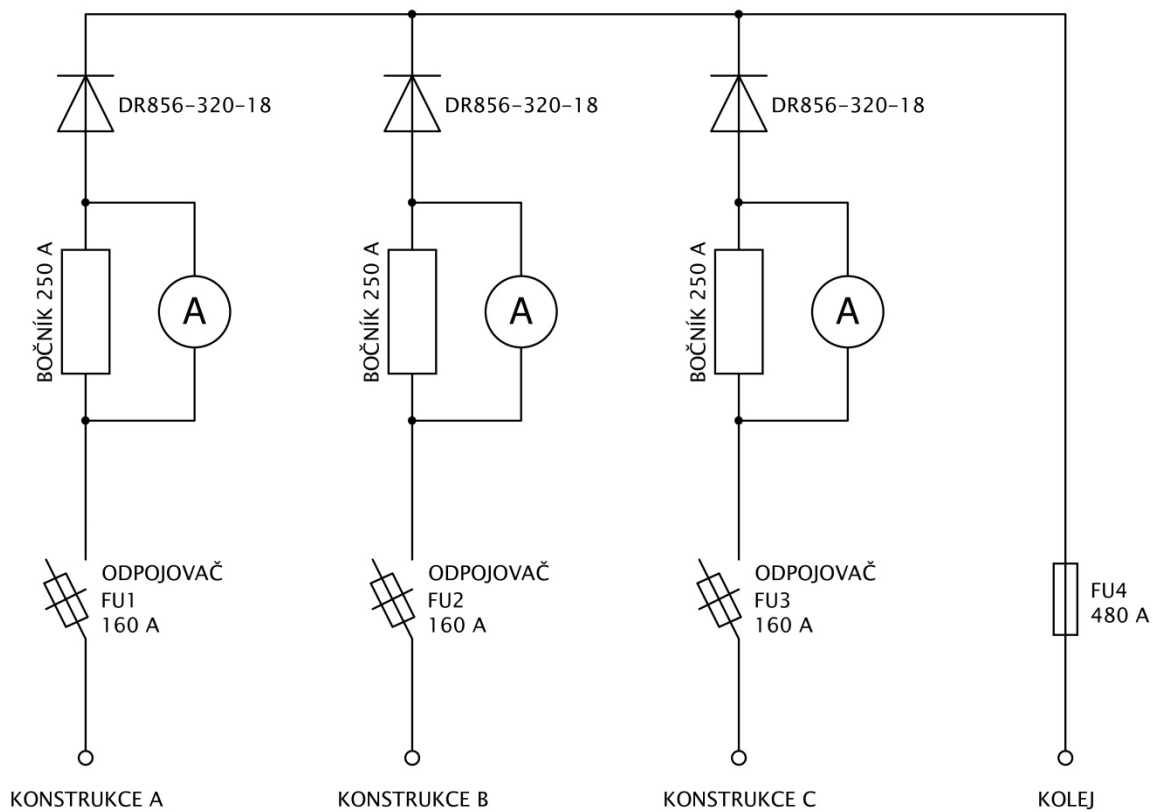 DR856-320-18
DR856-320-18
DR856-320-18
BOČNÍK 250 A
A
BOČNÍK 250 A
A
BOČNÍK 250 A
A
ODPOJOVAČ
FU1
160 A
ODPOJOVAČ
FU2
160 A
ODPOJOVAČ
FU3
160 A
FU4
480 A
KONSTRUKCE A
KONSTRUKCE B
KONSTRUKCE C
KOLEJ